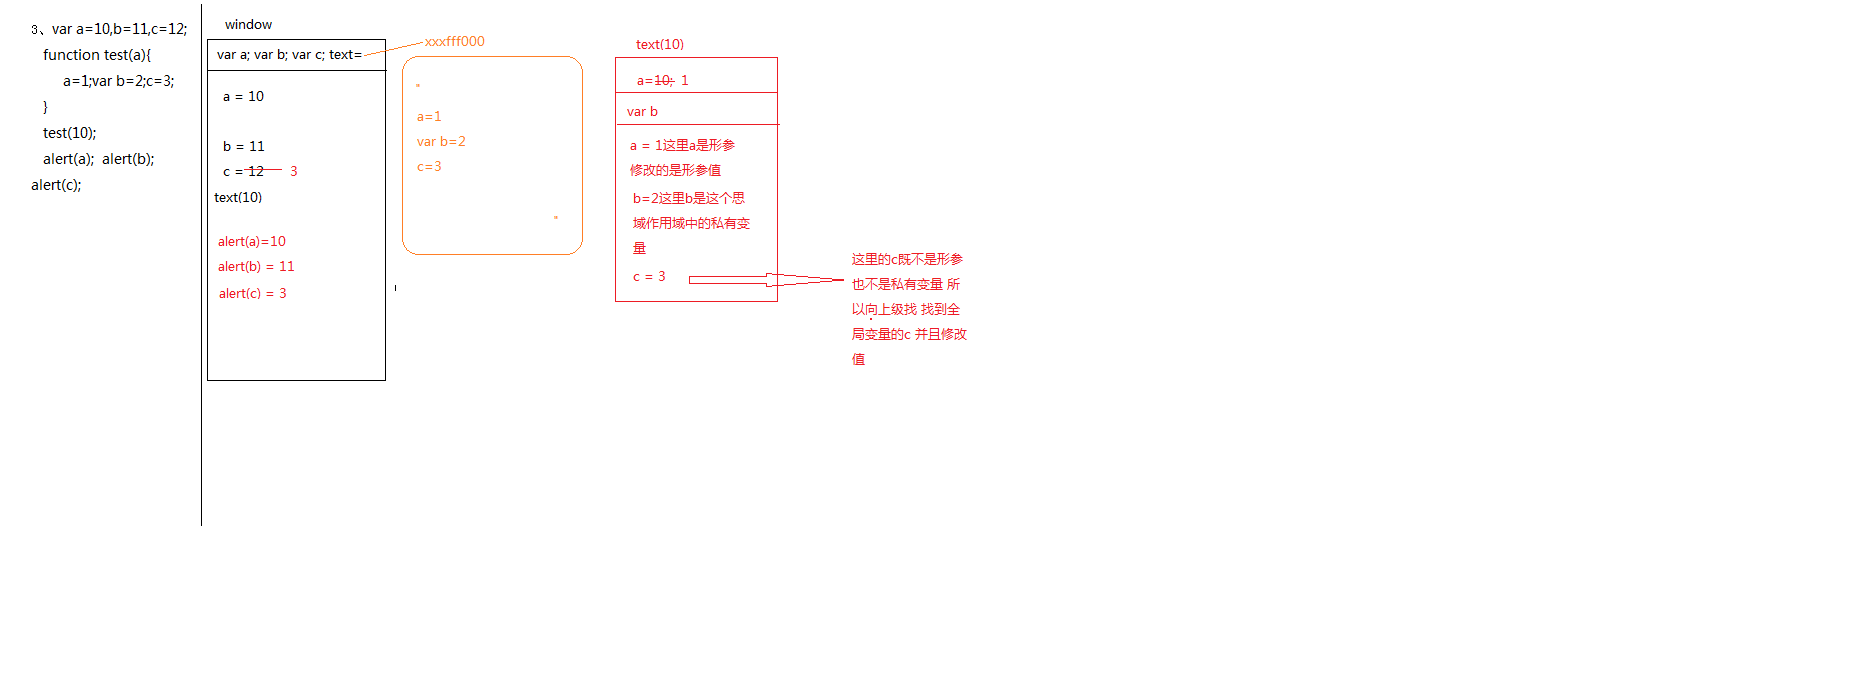 3、var a=10,b=11,c=12;
function test(a){
a=1;var b=2;c=3;
}
test(10);
alert(a); alert(b);
alert(c);
window
var a; var b; var c; text=
a = 10
b = 11
c = 12 3
text(10)
alert(a)=10
alert(b) = 11
alert(c) = 3
xxxfff000
a=1
var b=2
c=3
text(10)
a=10; 1
var b
a = 1这里a是形参
修改的是形参值
b=2这里b是这个思
域作用域中的私有变
量
c = 3
这里的c既不是形参
也不是私有变量 所
以向上级找 找到全
局变量的c 并且修改
值